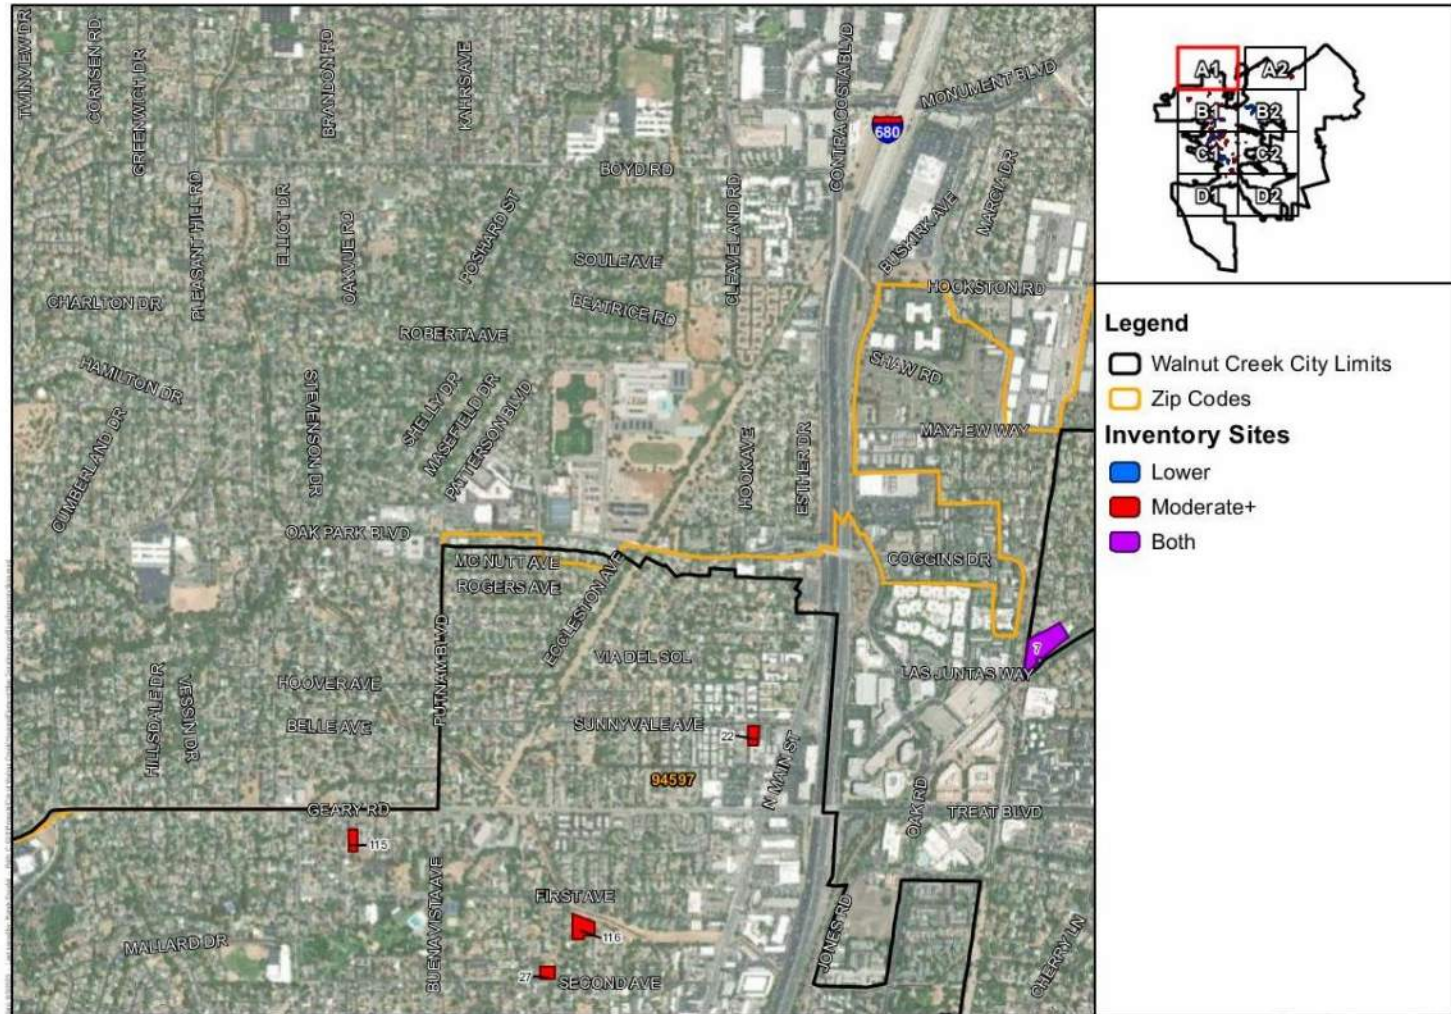 TWINVIEW DR
CORTSEN RD
GREENWICH DR
BRANDON RD
KAHRS AVE
CONTRA COSTA BLVD
MONUMENT BLVD
680
BOYD RD
MARCIA DR
PLEASANT HILL RD
ELLIOT DR
OAKVUE RD
POSHARD ST
CLEAVELAND RD
BUSKIRK AVE
SOULE AVE
HOOKSTON RD
CHARLTON DR
BEATRICE RD
ROBERTA AVE
SHAW RD
HAMILTON DR
STEVENSON DR
SHELLY DR
MASEFIELD DR
PATTERSON BLVD
CUMBERLAND DR
HOOK AVE
ESTHER DR
MAYHEW WAY
OAK PARK BLVD
MC NUTT AVE
COGGINS DR
ROGERS AVE
ECCLESTON AVE
PUTNAM BLVD
VIA DEL SOL
7
LAS JUNTAS WAY
HILLSDALE DR
VESSING DR
HOOVER AVE
BELLE AVE
SUNNYVALE AVE
22
N MAIN ST
94597
GEARY RD
OAK RD
TREAT BLVD
115
BUENA VISTA AVE
FIRST AVE
116
JONES RD
CHERRY LN
MALLARD DR
27
SECOND AVE
A1
A2
B1
B2
C1
C2
D1
D2
Legend
Walnut Creek City Limits
Zip Codes
Inventory Sites
Lower
Moderate+
Both